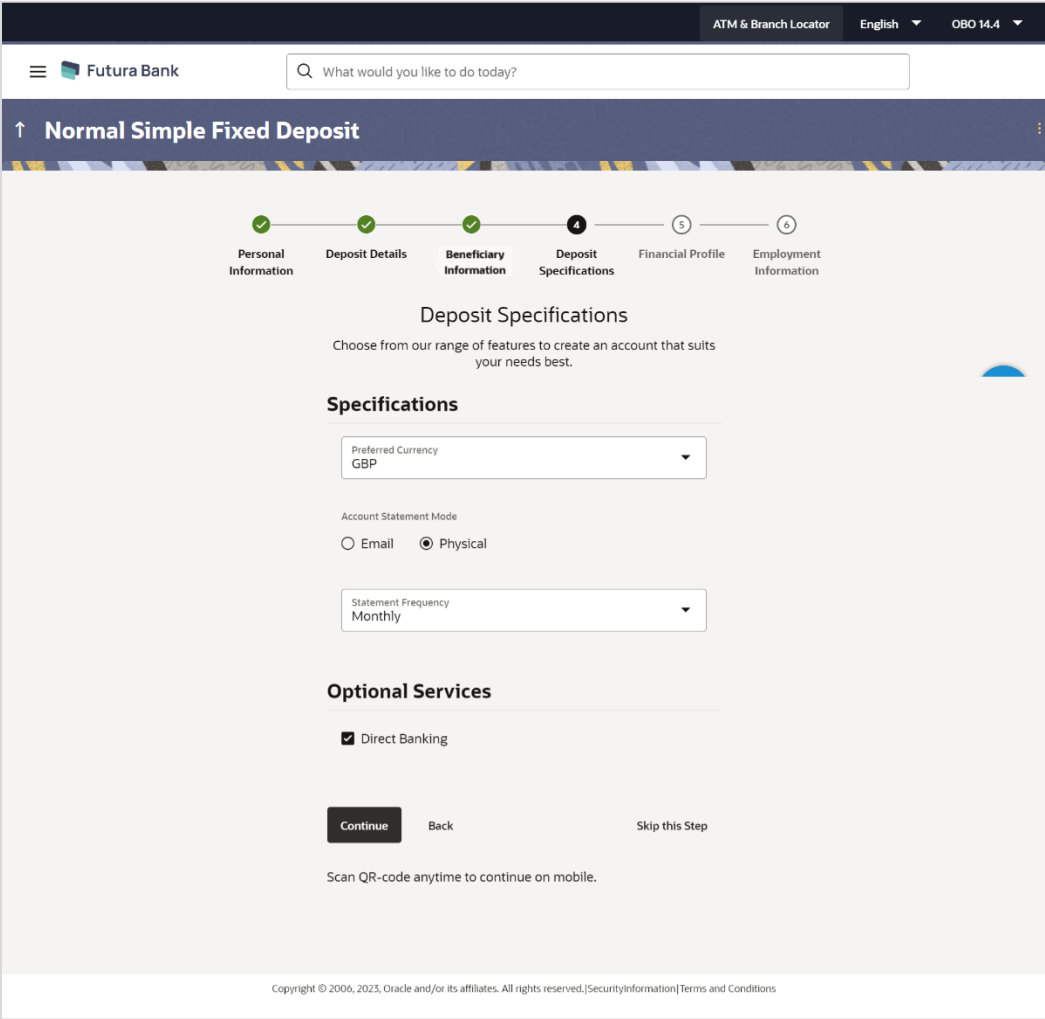 ATM & Branch Locator English OBO 14.4
Futura Bank What would you like to do today?
Normal Simple Fixed Deposit
4 5 6
Personal Information
Deposit Details
Beneficiary Information
Deposit Specifications
Financial Profile
Employment Information
Deposit Specifications
Choose from our range of features to create an account that suits
your needs best.
Specifications
Preferred Currency
GBP
Account Statement Mode
Email Physical
Statement Frequency
Monthly
Optional Services
Direct Banking
Continue Back Skip this Step
Scan QR-code anytime to continue on mobile.
Copyright © 2006, 2023, Oracle and/or its affiliates. All rights reserved.|SecurityInformation|Terms and Conditions